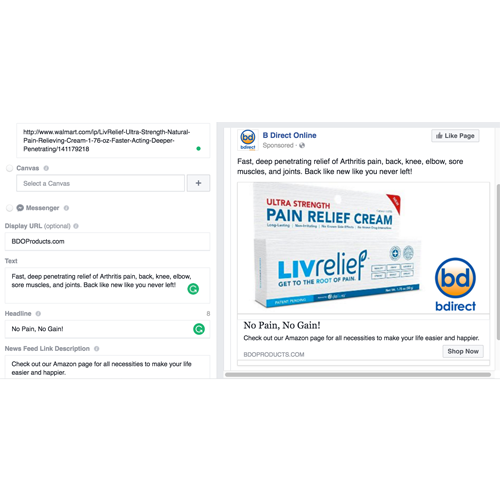 http://www.walmart.com/ip/LivRelief-Ultra-Strength-Natural-
Pain-Relieving-Cream-1-76-oz-Faster-Acting-Deeper-
Penetrating/141179218
Canvas
Select a Canvas
+
Messenger
Display URL (optional)
BDOProducts.com
Text
Fast, deep penetrating relief of Arthritis pain, back, knee, elbow,
sore muscles, and joints. Back like new like you never left!
Headline
8
No Pain, No Gain!
News Feed Link Description
Check out our Amazon page for all necessities to make your life
easier and happier.
bd
bdirect
B Direct Online
Sponsored ·
Like Page
Fast, deep penetrating relief of Arthritis pain, back, knee, elbow, sore
muscles, and joints. Back like new like you never left!
ULTRA STRENGTH
PAIN RELIEF CREAM
LIVrelief
GET TO THE ROOT OF PAIN.
PATENT PENDING
bd
bdirect
No Pain, No Gain!
Check out our Amazon page for all necessities to make your life easier and happier.
BDOPRODUCTS.COM
Shop Now